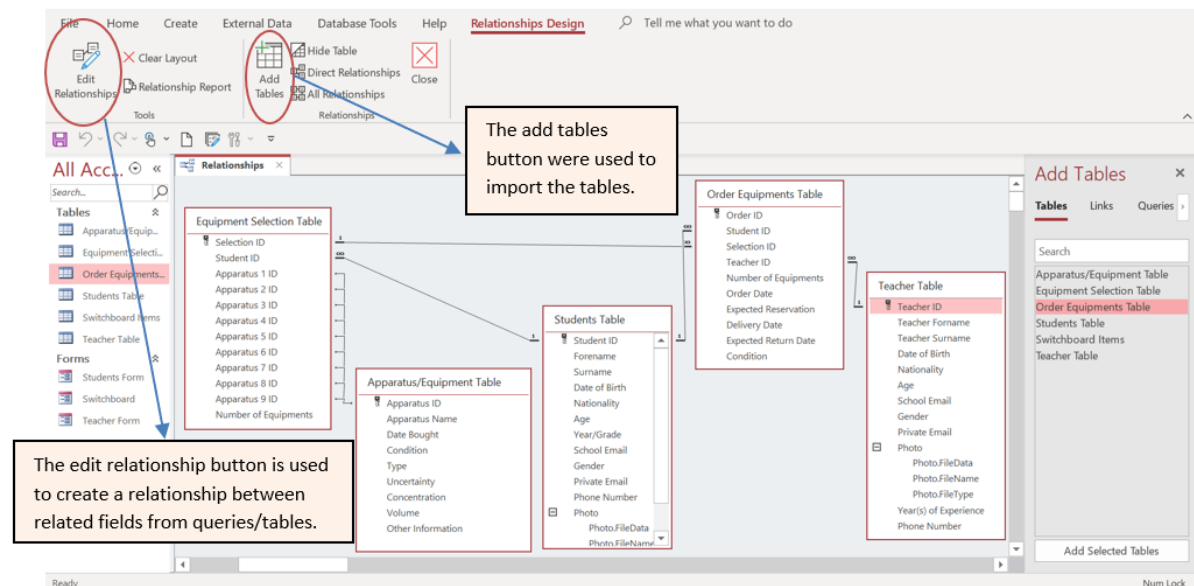 File Home Create External Data Database Tools Help Relationships Design Tell me what you want to do
Edit Relationships
Clear Layout
Relationship Report
Tools
Add Tables
Hide Table
Direct Relationships
All Relationships
Relationships
Close
The add tables
button were used to
import the tables.
All Acc...
Search...
Tables
Apparatus/Equip...
Equipment Selecti...
Order Equipments...
Students Table
Switchboard Items
Teacher Table
Forms
Students Form
Switchboard
Teacher Form
Relationships
Equipment Selection Table
Selection ID
Student ID
Apparatus 1 ID
Apparatus 2 ID
Apparatus 3 ID
Apparatus 4 ID
Apparatus 5 ID
Apparatus 6 ID
Apparatus 7 ID
Apparatus 8 ID
Apparatus 9 ID
Number of Equipments
Apparatus/Equipment Table
Apparatus ID
Apparatus Name
Date Bought
Condition
Type
Uncertainty
Concentration
Volume
Other Information
Students Table
Student ID
Forename
Surname
Date of Birth
Nationality
Age
Year/Grade
School Email
Gender
Private Email
Phone Number
Photo
Photo.FileData
Photo.FileName
Order Equipments Table
Order ID
Student ID
Selection ID
Teacher ID
Number of Equipments
Order Date
Expected Reservation
Delivery Date
Expected Return Date
Condition
Teacher Table
Teacher ID
Teacher Forname
Teacher Surname
Date of Birth
Nationality
Age
School Email
Gender
Private Email
Photo
Photo.FileData
Photo.FileName
Photo.FileType
Year(s) of Experience
Phone Number
Add Tables
Tables Links Queries
Search
Apparatus/Equipment Table
Equipment Selection Table
Order Equipments Table
Students Table
Switchboard Items
Teacher Table
Add Selected Tables
The edit relationship button is used
to create a relationship between
related fields from queries/tables.
Ready
Num Lock